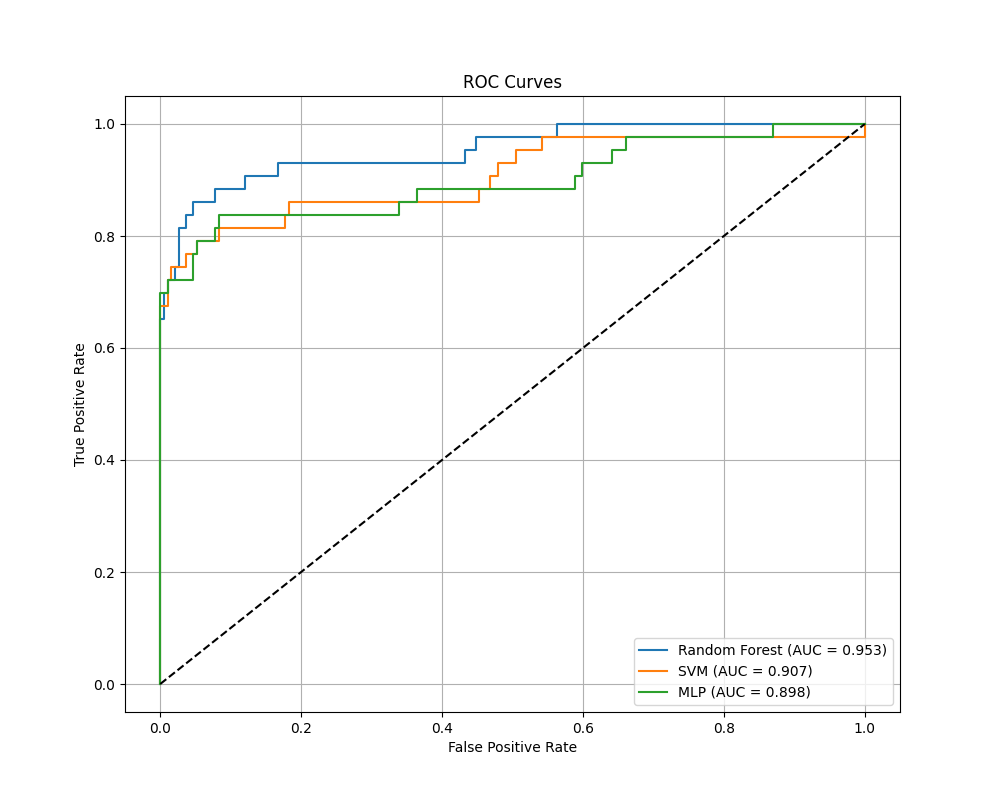 ROC Curves
True Positive Rate
1.0
0.8
0.6
0.4
0.2
0.0
0.0 0.2 0.4 0.6 0.8 1.0
False Positive Rate
Random Forest (AUC = 0.953)
SVM (AUC = 0.907)
MLP (AUC = 0.898)